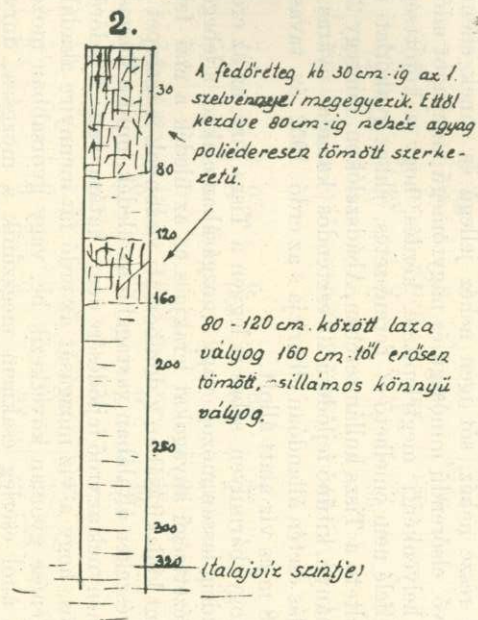 2.
A fedőréteg kb 30 cm-ig az 1.
szelvénnyel megegyezik. Ettől
kezdve 80 cm-ig nehéz agyag
poliéderesen tömött szerke-
zetű.
30
80
120
160
80 - 120 cm. között laza
vályog 160 cm-től erősen
tömött, csillámos könnyű
vályog.
200
250
300
320
(talajvíz szintje)